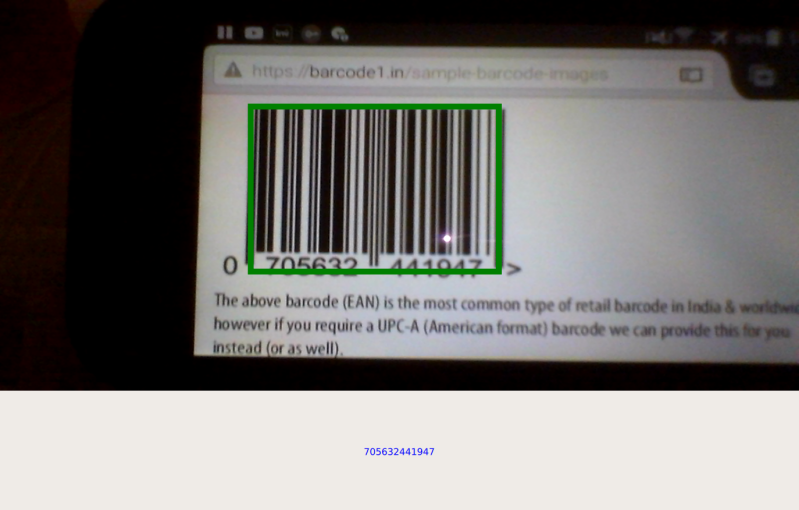 https://barcode1.in/sample-barcode-images
0 705632 441947 >
The above barcode (EAN) is the most common type of retail barcode in India & worldwi
however if you require a UPC-A (American format) barcode we can provide this for you
instead (or as well).
705632441947